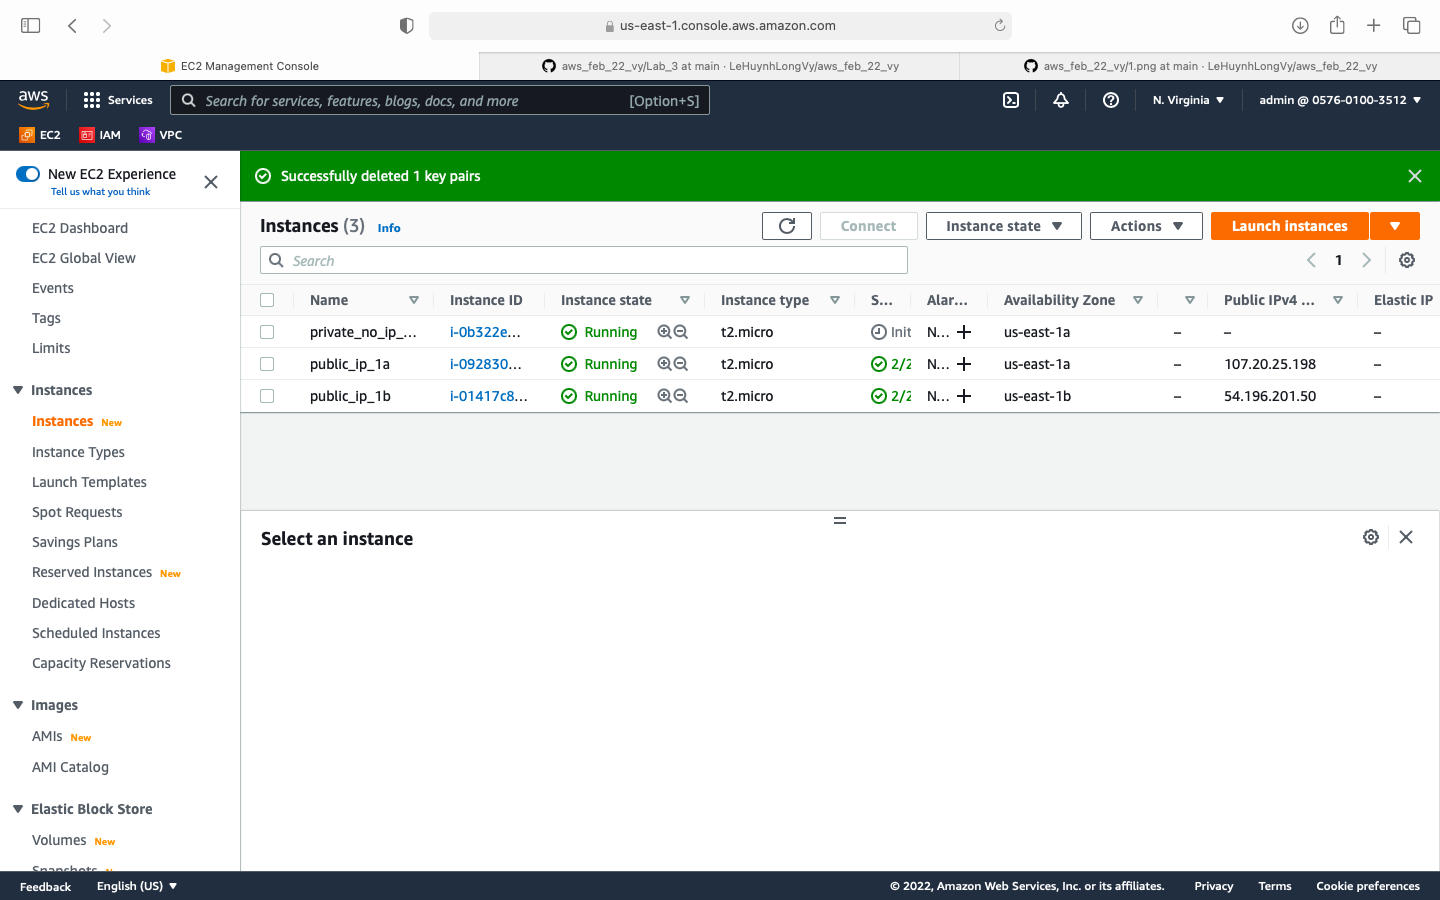 us-east-1.console.aws.amazon.com
EC2 Management Console
aws_feb_22_vy/Lab_3 at main · LeHuynhLongVy/aws_feb_22_vy
aws_feb_22_vy/1.png at main · LeHuynhLongVy/aws_feb_22_vy
aws
Services
Search for services, features, blogs, docs, and more
[Option+S]
N. Virginia
admin @ 0576-0100-3512
EC2
IAM
VPC
New EC2 Experience
Tell us what you think
EC2 Dashboard
EC2 Global View
Events
Tags
Limits
Instances
Instances New
Instance Types
Launch Templates
Spot Requests
Savings Plans
Reserved Instances New
Dedicated Hosts
Scheduled Instances
Capacity Reservations
Images
AMIs New
AMI Catalog
Elastic Block Store
Volumes New
Snapshots
Successfully deleted 1 key pairs
Instances (3) Info
Connect
Instance state
Actions
Launch instances
Search
1
Name Instance ID Instance state Instance type S... Alar... Availability Zone Public IPv4 ... Elastic IP
private_no_ip_... i-0b322e... Running t2.micro Init N... + us-east-1a – – –
public_ip_1a i-092830... Running t2.micro 2/2 N... + us-east-1a – 107.20.25.198 –
public_ip_1b i-01417c8... Running t2.micro 2/2 N... + us-east-1b – 54.196.201.50 –
Select an instance
Feedback English (US) © 2022, Amazon Web Services, Inc. or its affiliates. Privacy Terms Cookie preferences